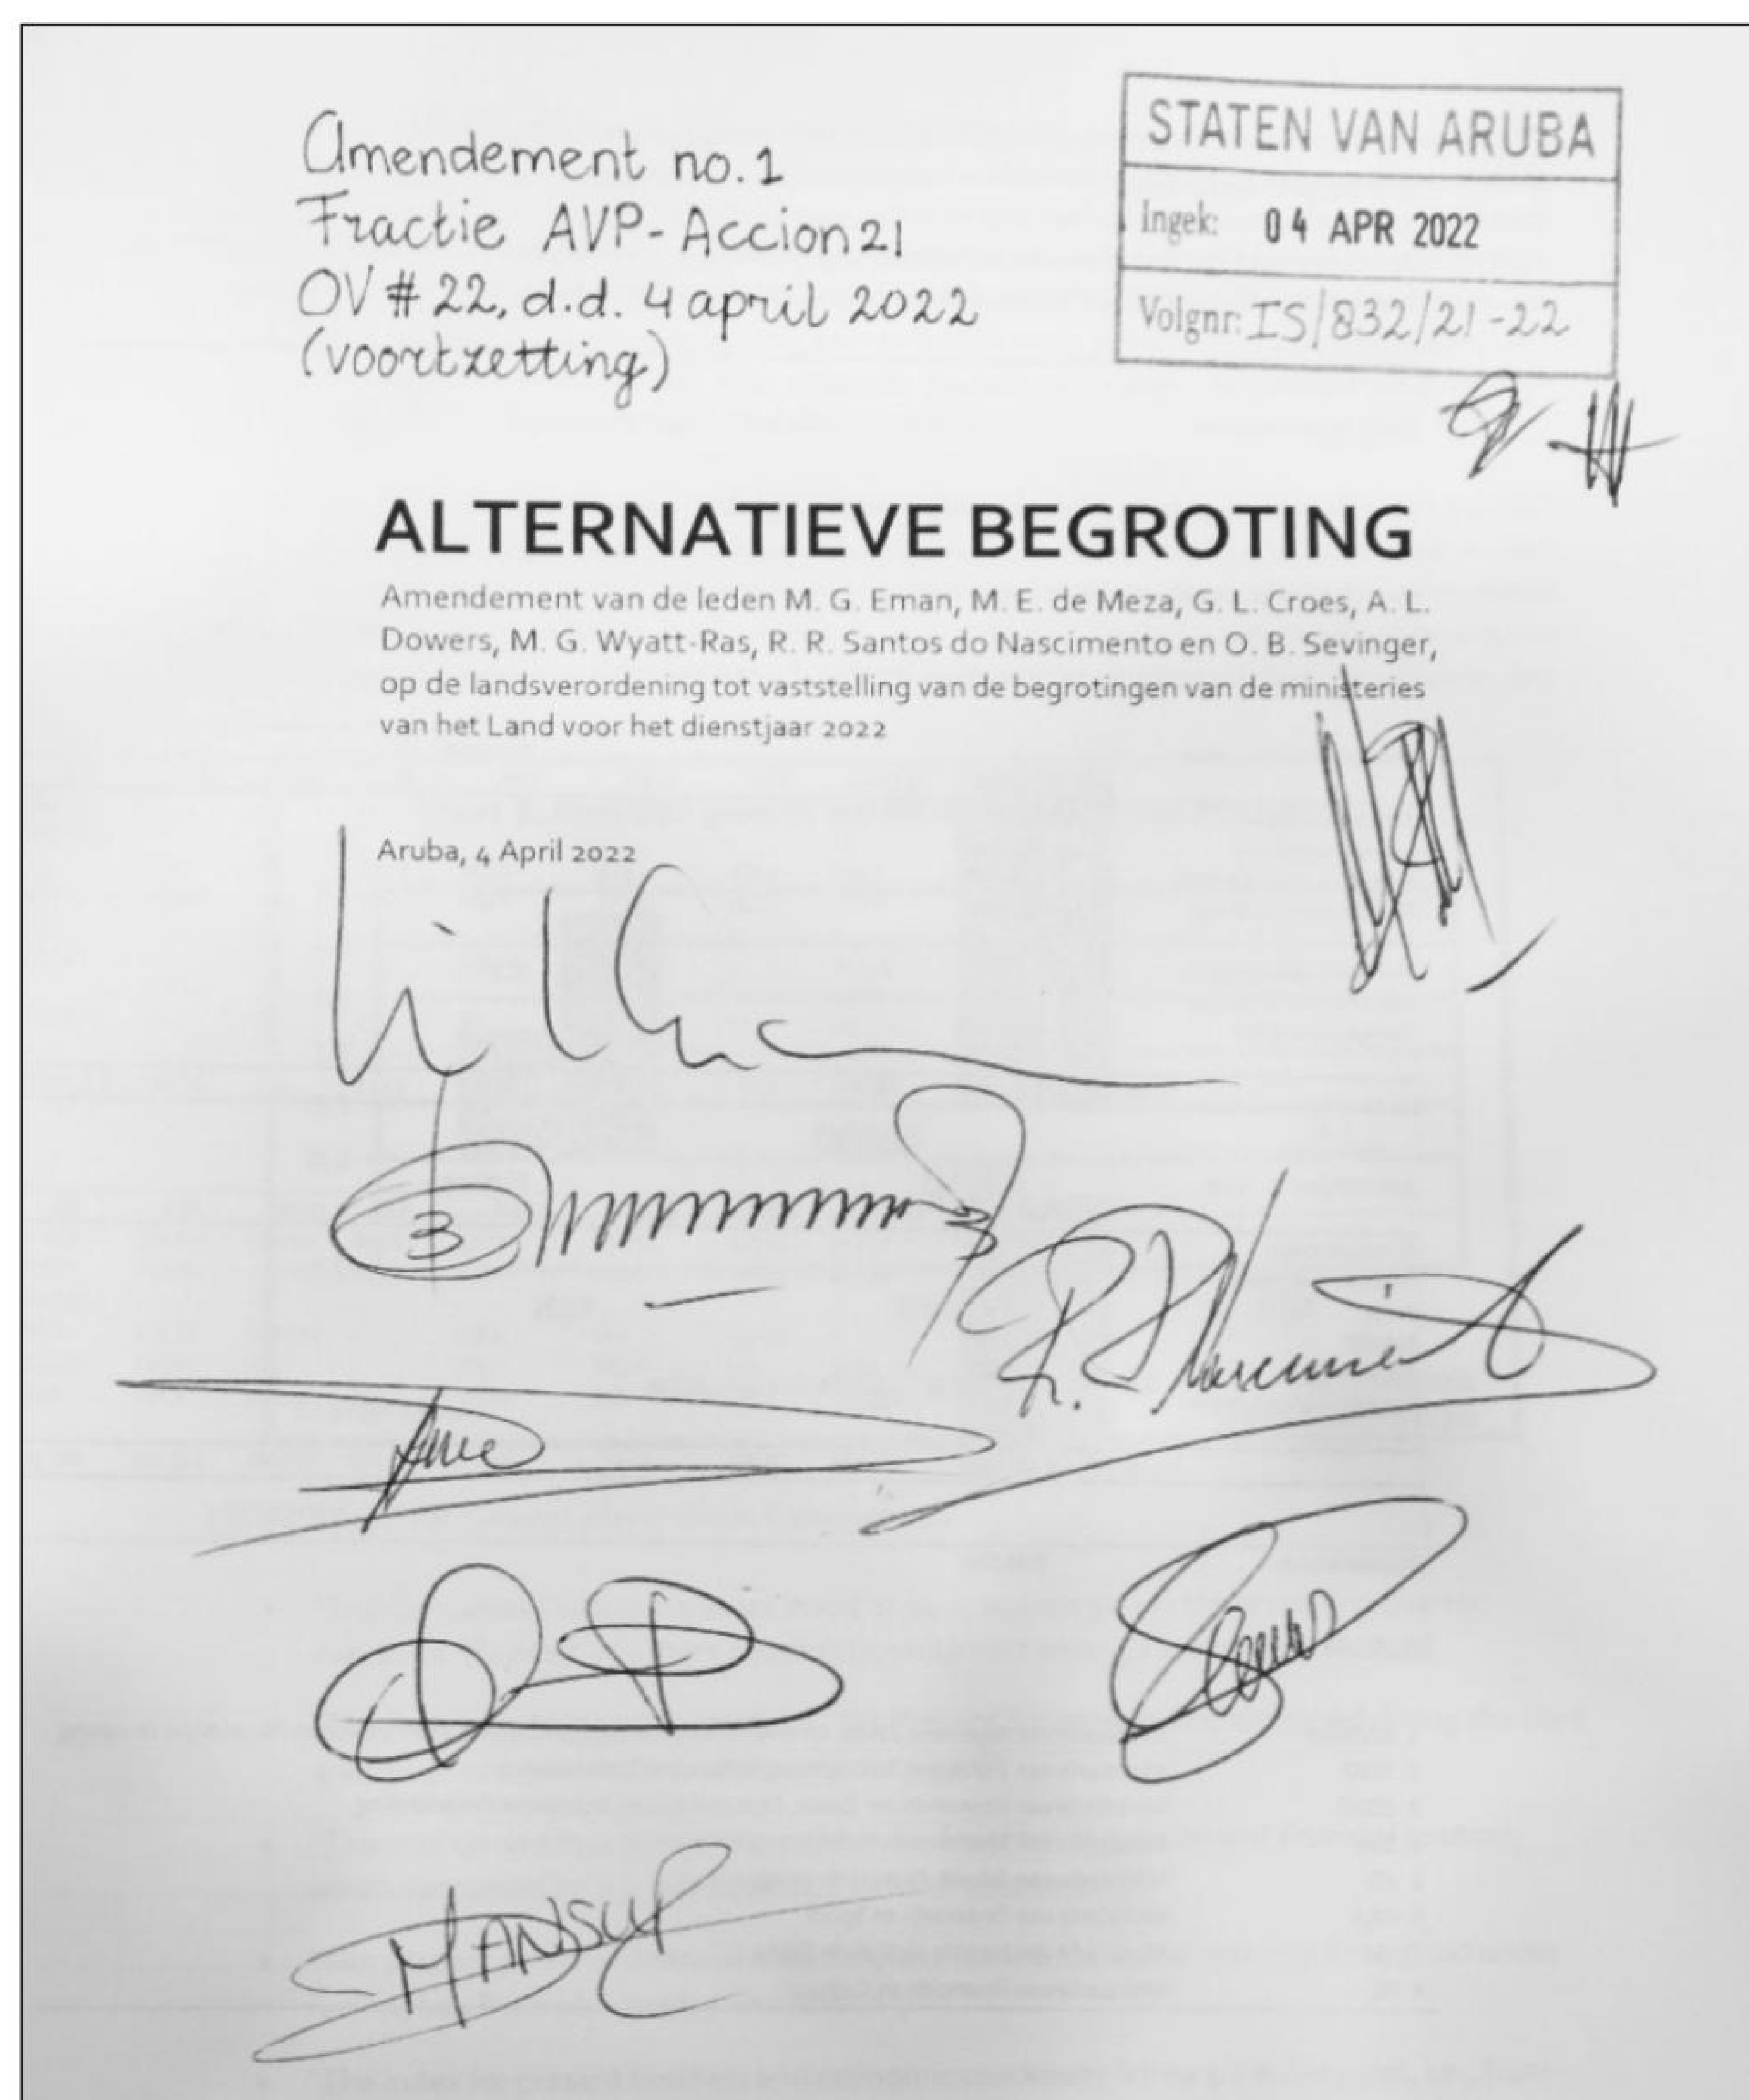 Amendement no. 1
Fractie AVP- Accion 21
OV # 22, d.d. 4 april 2022
(voortzetting)
STATEN VAN ARUBA
Ingek: 04 APR 2022
Volgnr: IS/832/21-22
ALTERNATIEVE BEGROTING
Amendement van de leden M. G. Eman, M. E. de Meza, G. L. Croes, A. L.
Dowers, M. G. Wyatt-Ras, R. R. Santos do Nascimento en O. B. Sevinger,
op de landsverordening tot vaststelling van de begrotingen van de ministeries
van het Land voor het dienstjaar 2022
Aruba, 4 April 2022
MANSUR